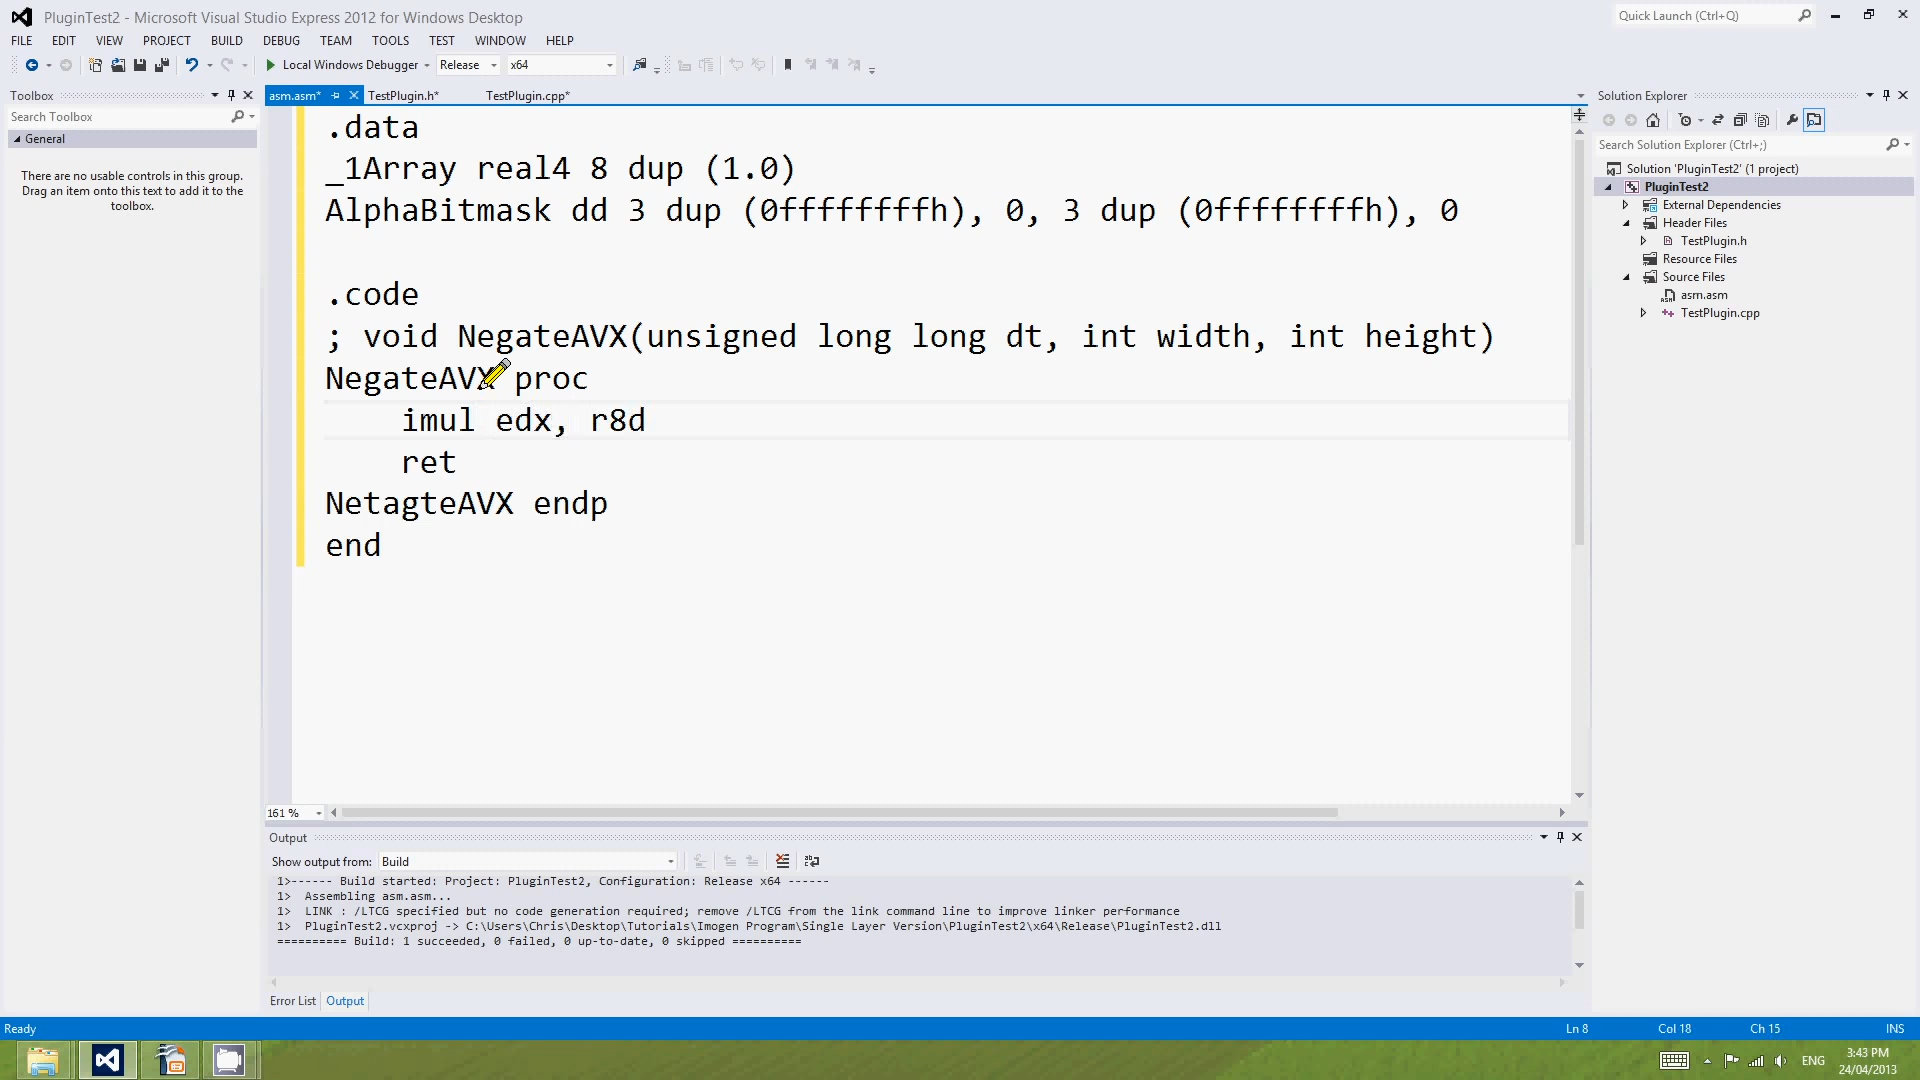 PluginTest2 - Microsoft Visual Studio Express 2012 for Windows Desktop
Quick Launch (Ctrl+Q)
FILE EDIT VIEW PROJECT BUILD DEBUG TEAM TOOLS TEST WINDOW HELP
Local Windows Debugger Release x64
Toolbox
Search Toolbox
General
There are no usable controls in this group.
Drag an item onto this text to add it to the
toolbox.
asm.asm* TestPlugin.h* TestPlugin.cpp*
.data
_1Array real4 8 dup (1.0)
AlphaBitmask dd 3 dup (0ffffffffh), 0, 3 dup (0ffffffffh), 0
.code
; void NegateAVX(unsigned long long dt, int width, int height)
NegateAVX proc
imul edx, r8d
ret
NetagteAVX endp
end
161 %
Solution Explorer
Search Solution Explorer (Ctrl+;)
Solution 'PluginTest2' (1 project)
PluginTest2
External Dependencies
Header Files
TestPlugin.h
Resource Files
Source Files
asm.asm
TestPlugin.cpp
Output
Show output from: Build
1>------ Build started: Project: PluginTest2, Configuration: Release x64 ------
1>  Assembling asm.asm...
1>  LINK : /LTCG specified but no code generation required; remove /LTCG from the link command line to improve linker performance
1>  PluginTest2.vcxproj -> C:\Users\Chris\Desktop\Tutorials\Imogen Program\Single Layer Version\PluginTest2\x64\Release\PluginTest2.dll
========== Build: 1 succeeded, 0 failed, 0 up-to-date, 0 skipped ==========
Error List Output
Ready Ln 8 Col 18 Ch 15 INS
ENG
3:43 PM
24/04/2013